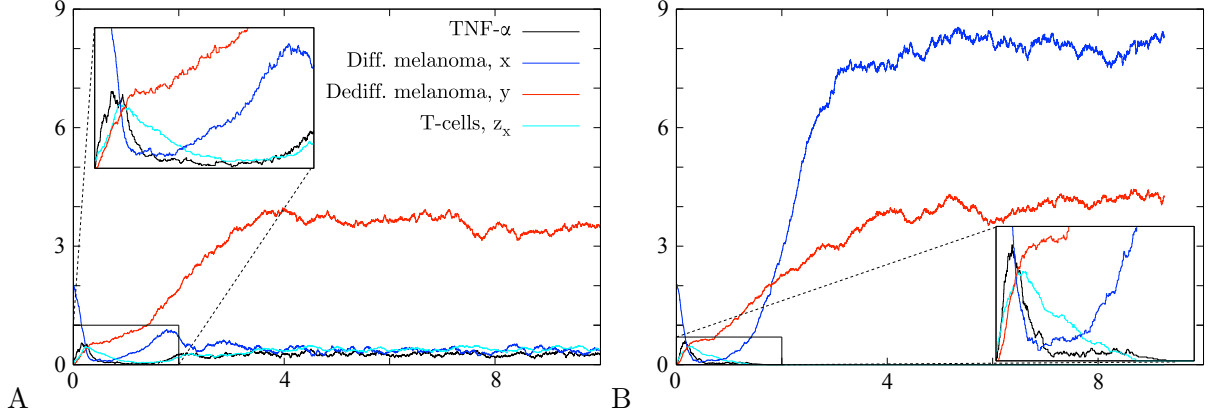 9
6
3
0
0
4
8
TNF-α
Diff. melanoma, x
Dediff. melanoma, y
T-cells, zₓ
A
9
6
3
0
0
4
8
B